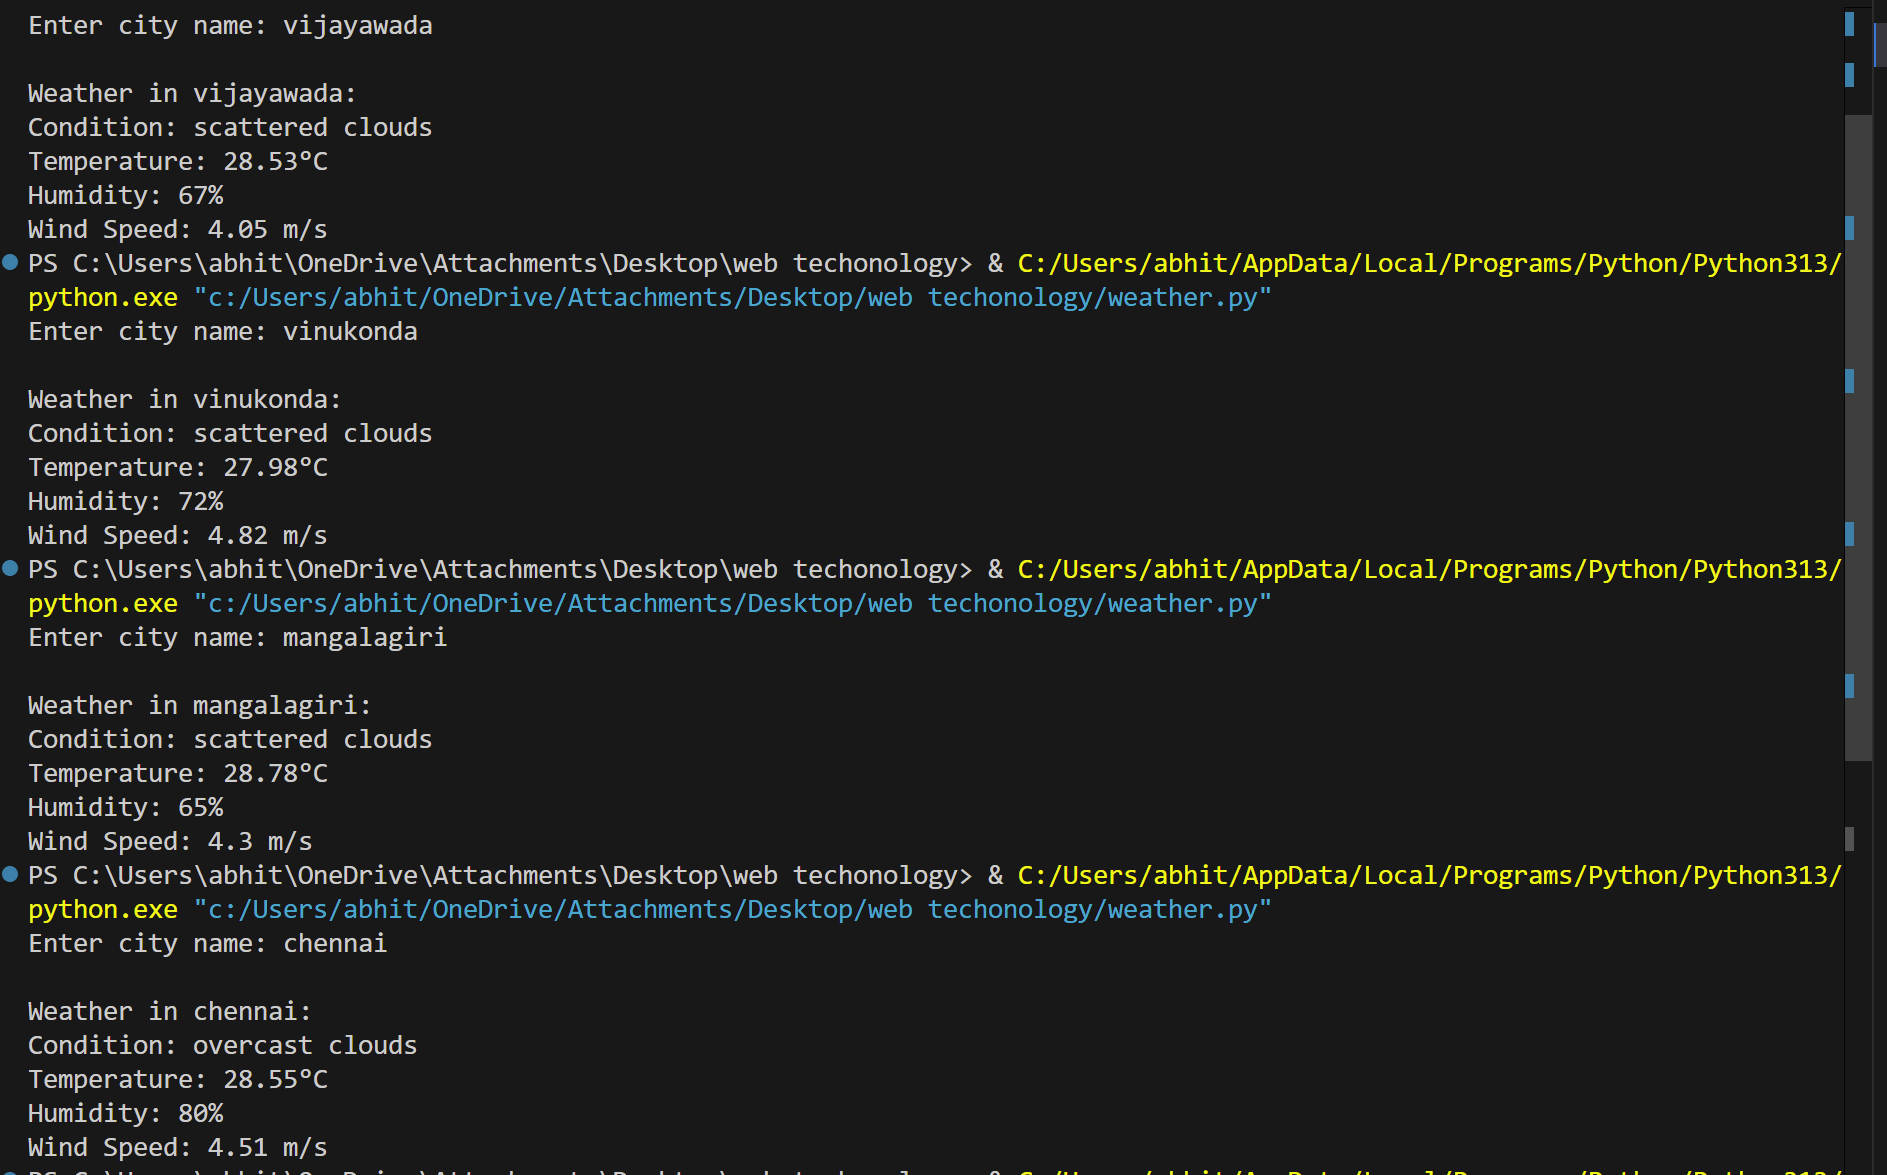 Enter city name: vijayawada
Weather in vijayawada:
Condition: scattered clouds
Temperature: 28.53°C
Humidity: 67%
Wind Speed: 4.05 m/s
PS C:\Users\abhit\OneDrive\Attachments\Desktop\web techonology> & C:/Users/abhit/AppData/Local/Programs/Python/Python313/
python.exe "c:/Users/abhit/OneDrive/Attachments/Desktop/web techonology/weather.py"
Enter city name: vinukonda
Weather in vinukonda:
Condition: scattered clouds
Temperature: 27.98°C
Humidity: 72%
Wind Speed: 4.82 m/s
PS C:\Users\abhit\OneDrive\Attachments\Desktop\web techonology> & C:/Users/abhit/AppData/Local/Programs/Python/Python313/
python.exe "c:/Users/abhit/OneDrive/Attachments/Desktop/web techonology/weather.py"
Enter city name: mangalagiri
Weather in mangalagiri:
Condition: scattered clouds
Temperature: 28.78°C
Humidity: 65%
Wind Speed: 4.3 m/s
PS C:\Users\abhit\OneDrive\Attachments\Desktop\web techonology> & C:/Users/abhit/AppData/Local/Programs/Python/Python313/
python.exe "c:/Users/abhit/OneDrive/Attachments/Desktop/web techonology/weather.py"
Enter city name: chennai
Weather in chennai:
Condition: overcast clouds
Temperature: 28.55°C
Humidity: 80%
Wind Speed: 4.51 m/s